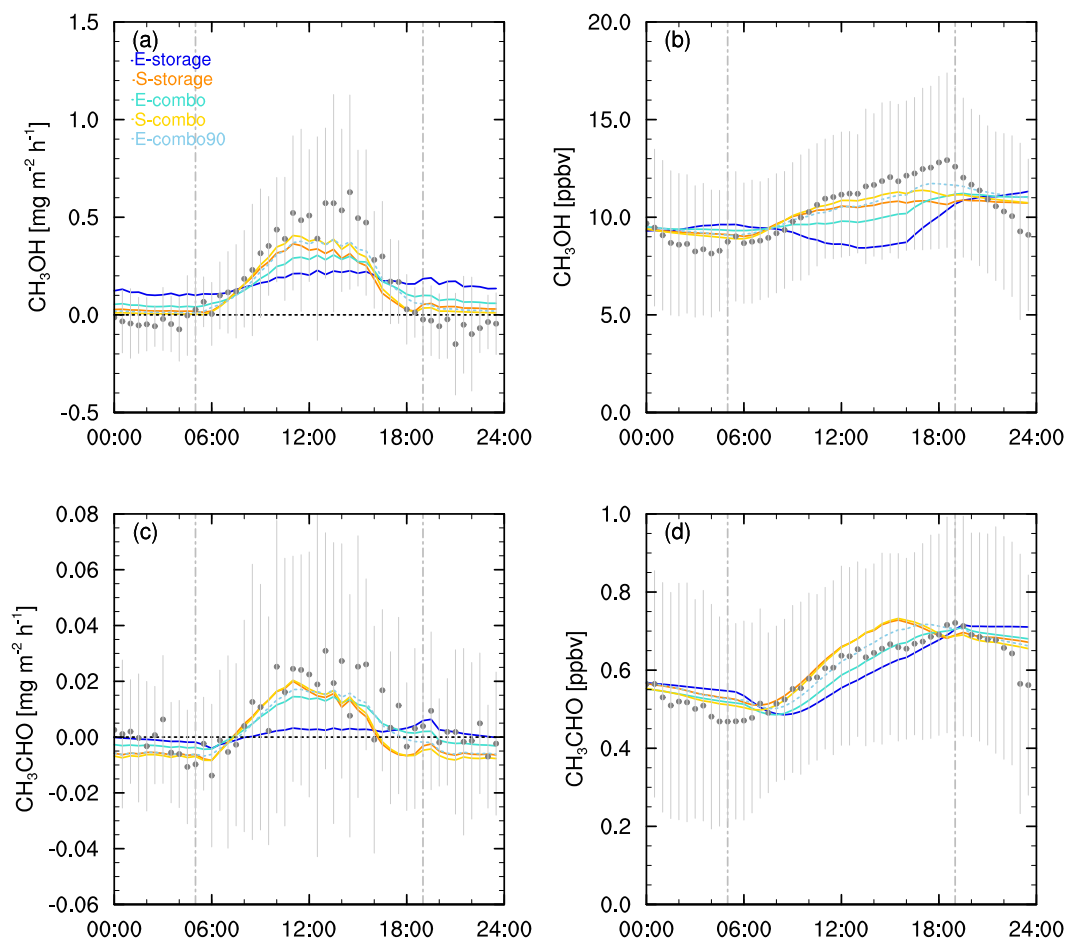 (a)
·E-storage
·S-storage
·E-combo
·S-combo
·E-combo90
1.5
1.0
0.5
0.0
-0.5
CH₃OH [mg m⁻² h⁻¹]
00:00 06:00 12:00 18:00 24:00
(b)
20.0
15.0
10.0
5.0
0.0
CH₃OH [ppbv]
00:00 06:00 12:00 18:00 24:00
(c)
0.08
0.06
0.04
0.02
0.00
-0.02
-0.04
-0.06
CH₃CHO [mg m⁻² h⁻¹]
00:00 06:00 12:00 18:00 24:00
(d)
1.0
0.8
0.6
0.4
0.2
0.0
CH₃CHO [ppbv]
00:00 06:00 12:00 18:00 24:00